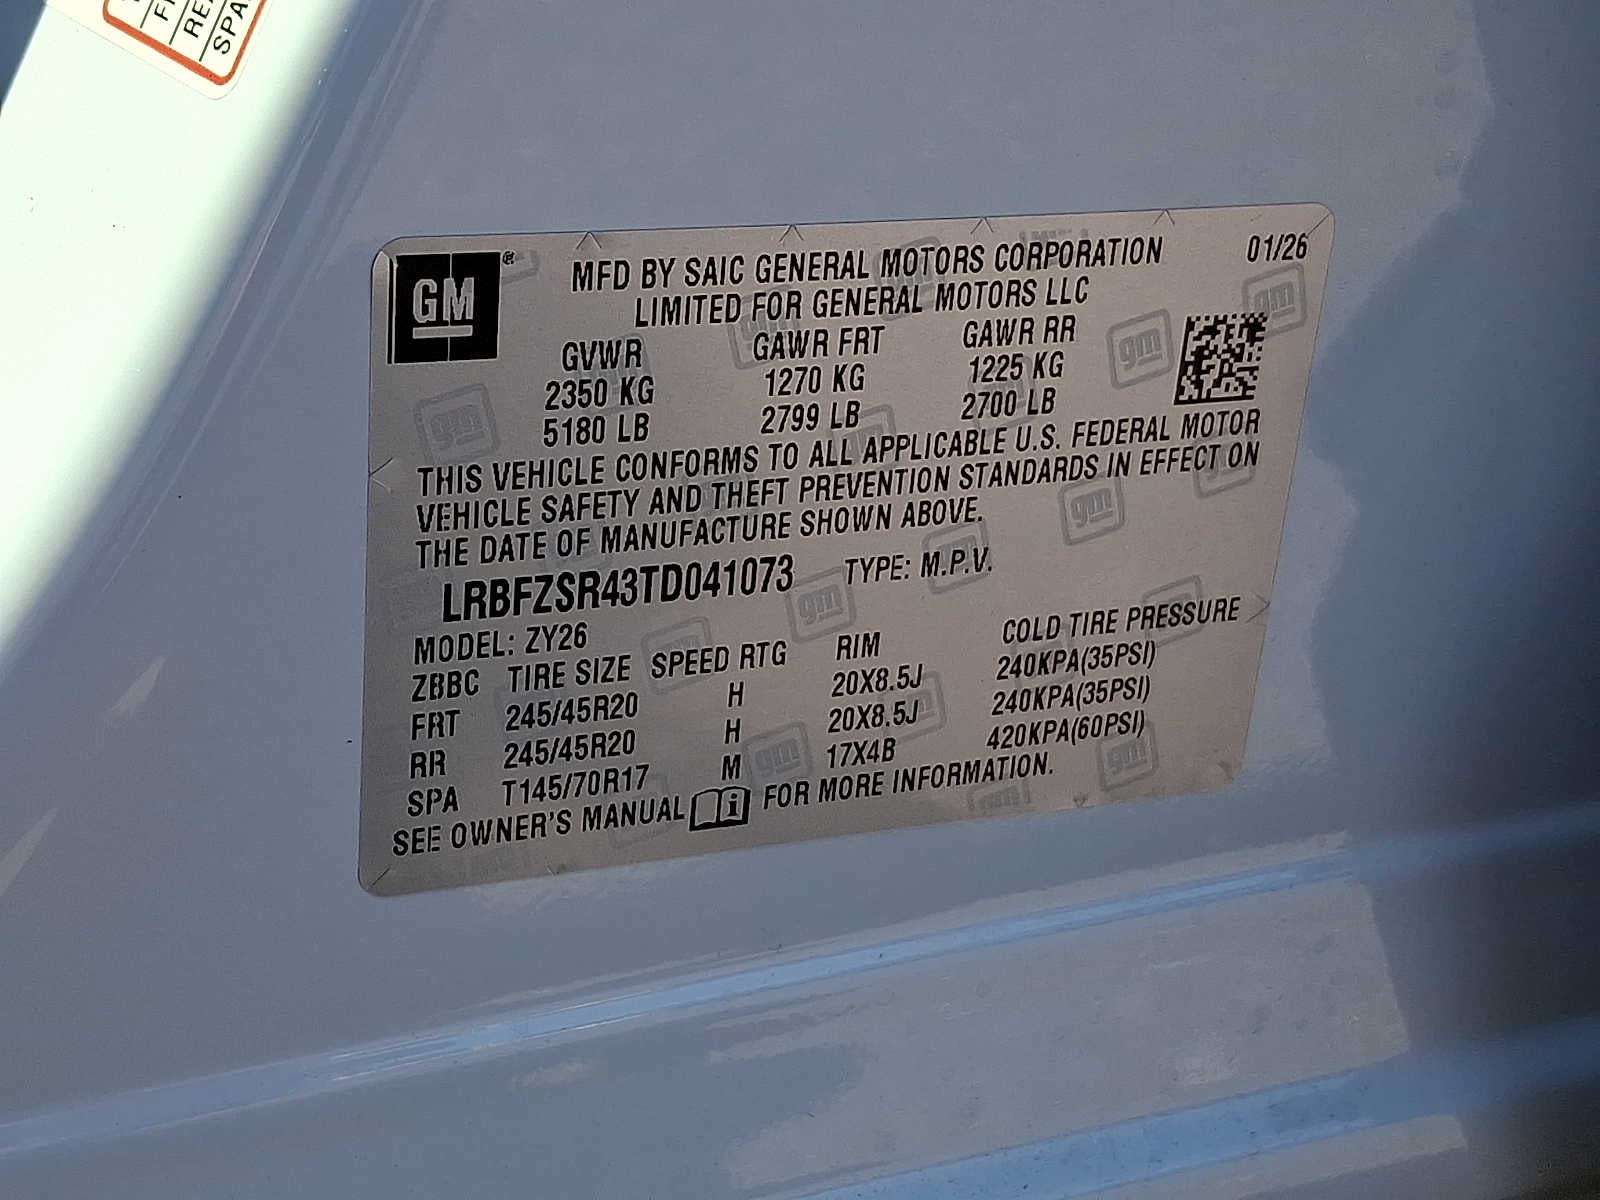 SPA
GM®
MFD BY SAIC GENERAL MOTORS CORPORATION 01/26
LIMITED FOR GENERAL MOTORS LLC
GVWR GAWR FRT GAWR RR
2350 KG 1270 KG 1225 KG
5180 LB 2799 LB 2700 LB
THIS VEHICLE CONFORMS TO ALL APPLICABLE U.S. FEDERAL MOTOR
VEHICLE SAFETY AND THEFT PREVENTION STANDARDS IN EFFECT ON
THE DATE OF MANUFACTURE SHOWN ABOVE.
LRBFZSR43TD041073 TYPE: M.P.V.
MODEL: ZY26
ZBBC TIRE SIZE SPEED RTG RIM COLD TIRE PRESSURE
FRT 245/45R20 H 20X8.5J 240KPA(35PSI)
RR 245/45R20 H 20X8.5J 240KPA(35PSI)
SPA T145/70R17 M 17X4B 420KPA(60PSI)
SEE OWNER'S MANUAL i FOR MORE INFORMATION.